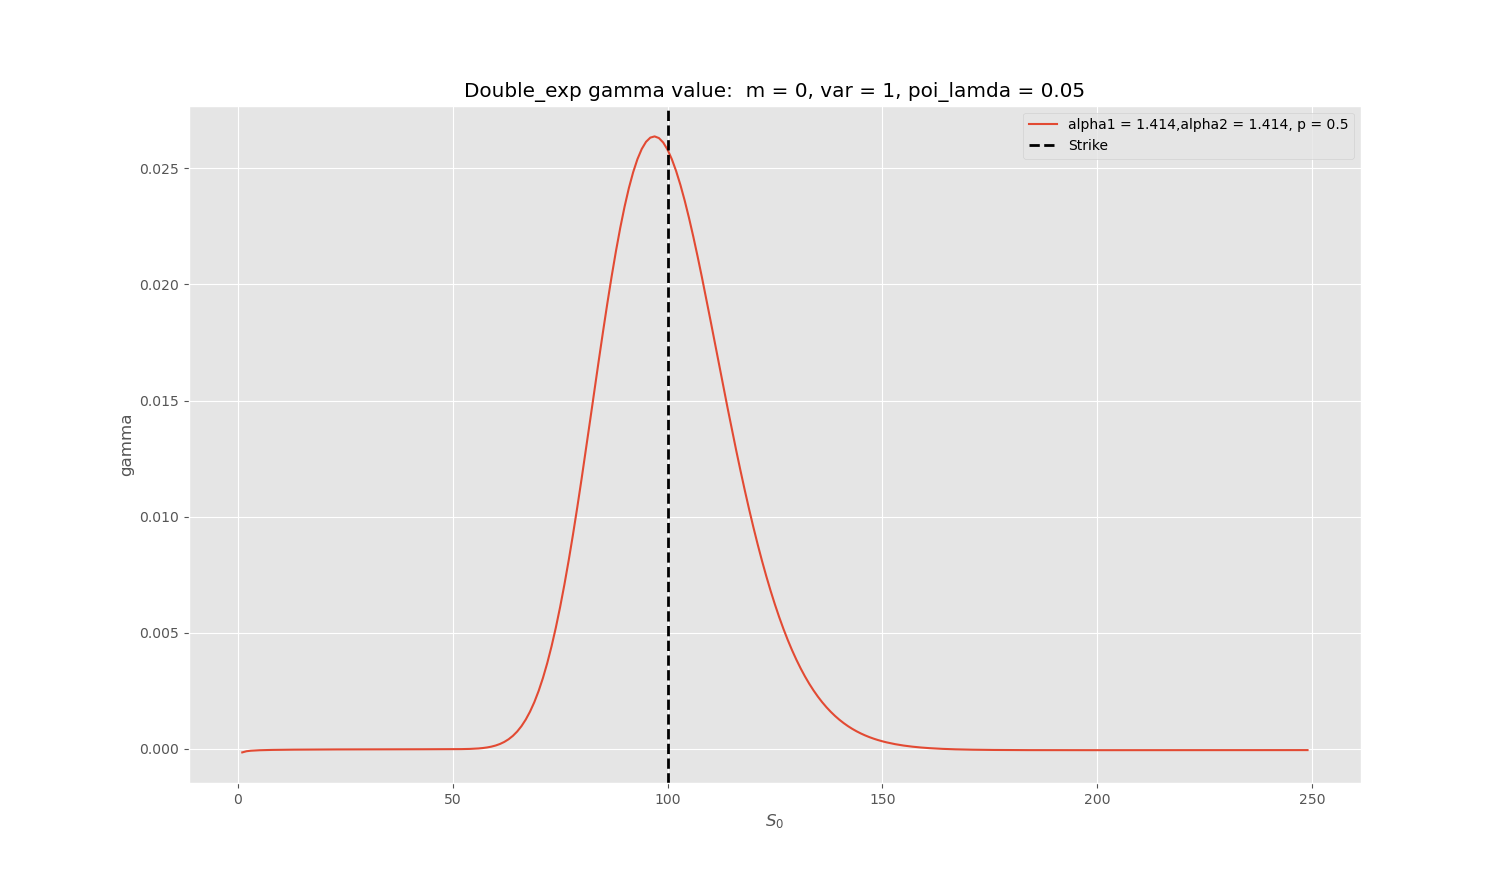 Double_exp gamma value:  m = 0, var = 1, poi_lamda = 0.05
alpha1 = 1.414,alpha2 = 1.414, p = 0.5
Strike
0.025
0.020
0.015
0.010
0.005
0.000
gamma
0
50
100
150
200
250
S_0